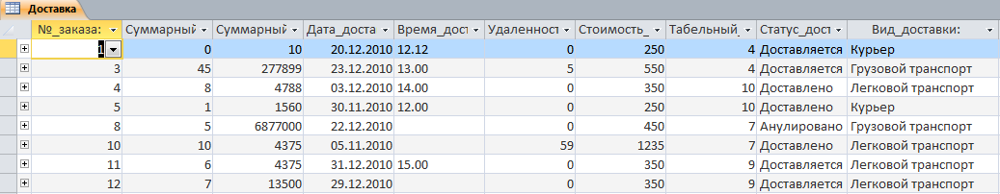 Доставка
№_заказа: Суммарный Суммарный Дата_доста Время_дост Удаленност Стоимость_ Табельный_ Статус_дост Вид_доставки:
1 0 10 20.12.2010 12.12 0 250 4 Доставляется Курьер
3 45 277899 23.12.2010 13.00 5 550 4 Доставляется Грузовой транспорт
4 8 4788 03.12.2010 14.00 0 350 10 Доставлено Легковой транспорт
5 1 1560 30.11.2010 12.00 0 250 10 Доставлено Курьер
8 5 6877000 22.12.2010 0 450 7 Анулировано Грузовой транспорт
10 10 4375 05.11.2010 59 1235 7 Доставлено Легковой транспорт
11 6 4375 31.12.2010 15.00 0 350 9 Доставляется Легковой транспорт
12 7 13500 29.12.2010 0 350 9 Доставляется Легковой транспорт